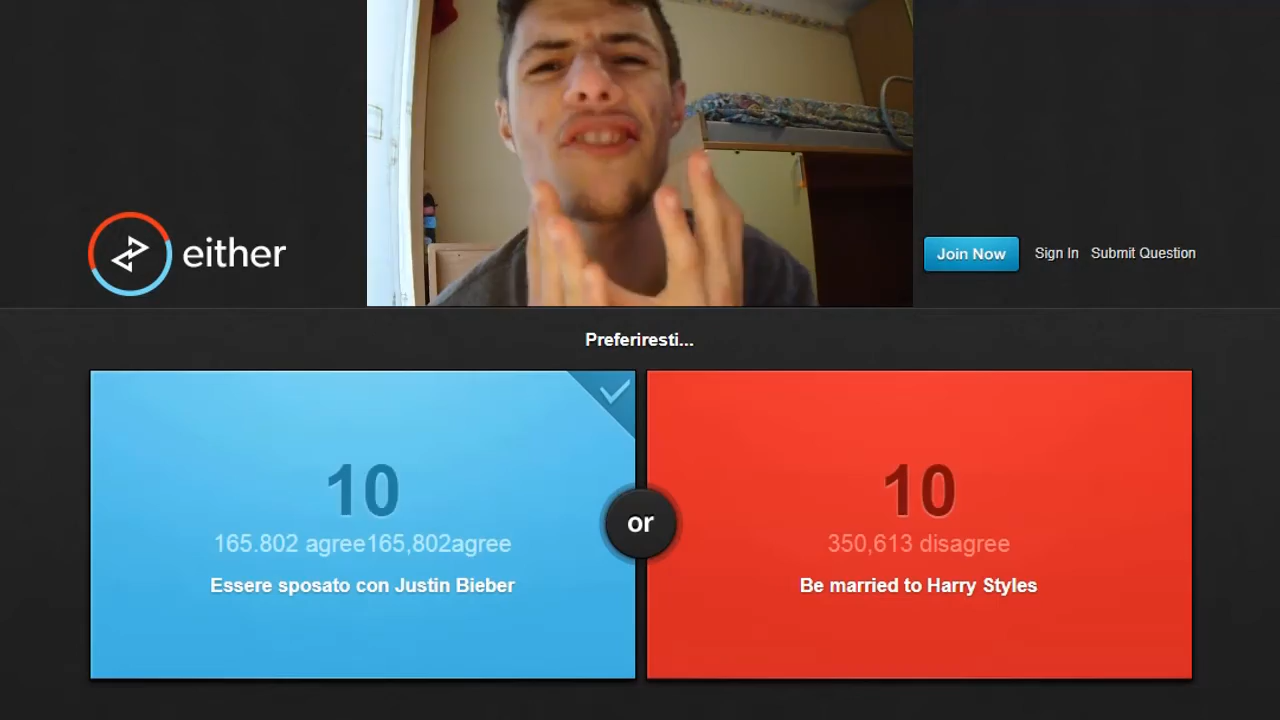 either
Join Now
Sign In
Submit Question
Preferiresti...
10
165.802 agree165,802agree
Essere sposato con Justin Bieber
or
10
350,613 disagree
Be married to Harry Styles